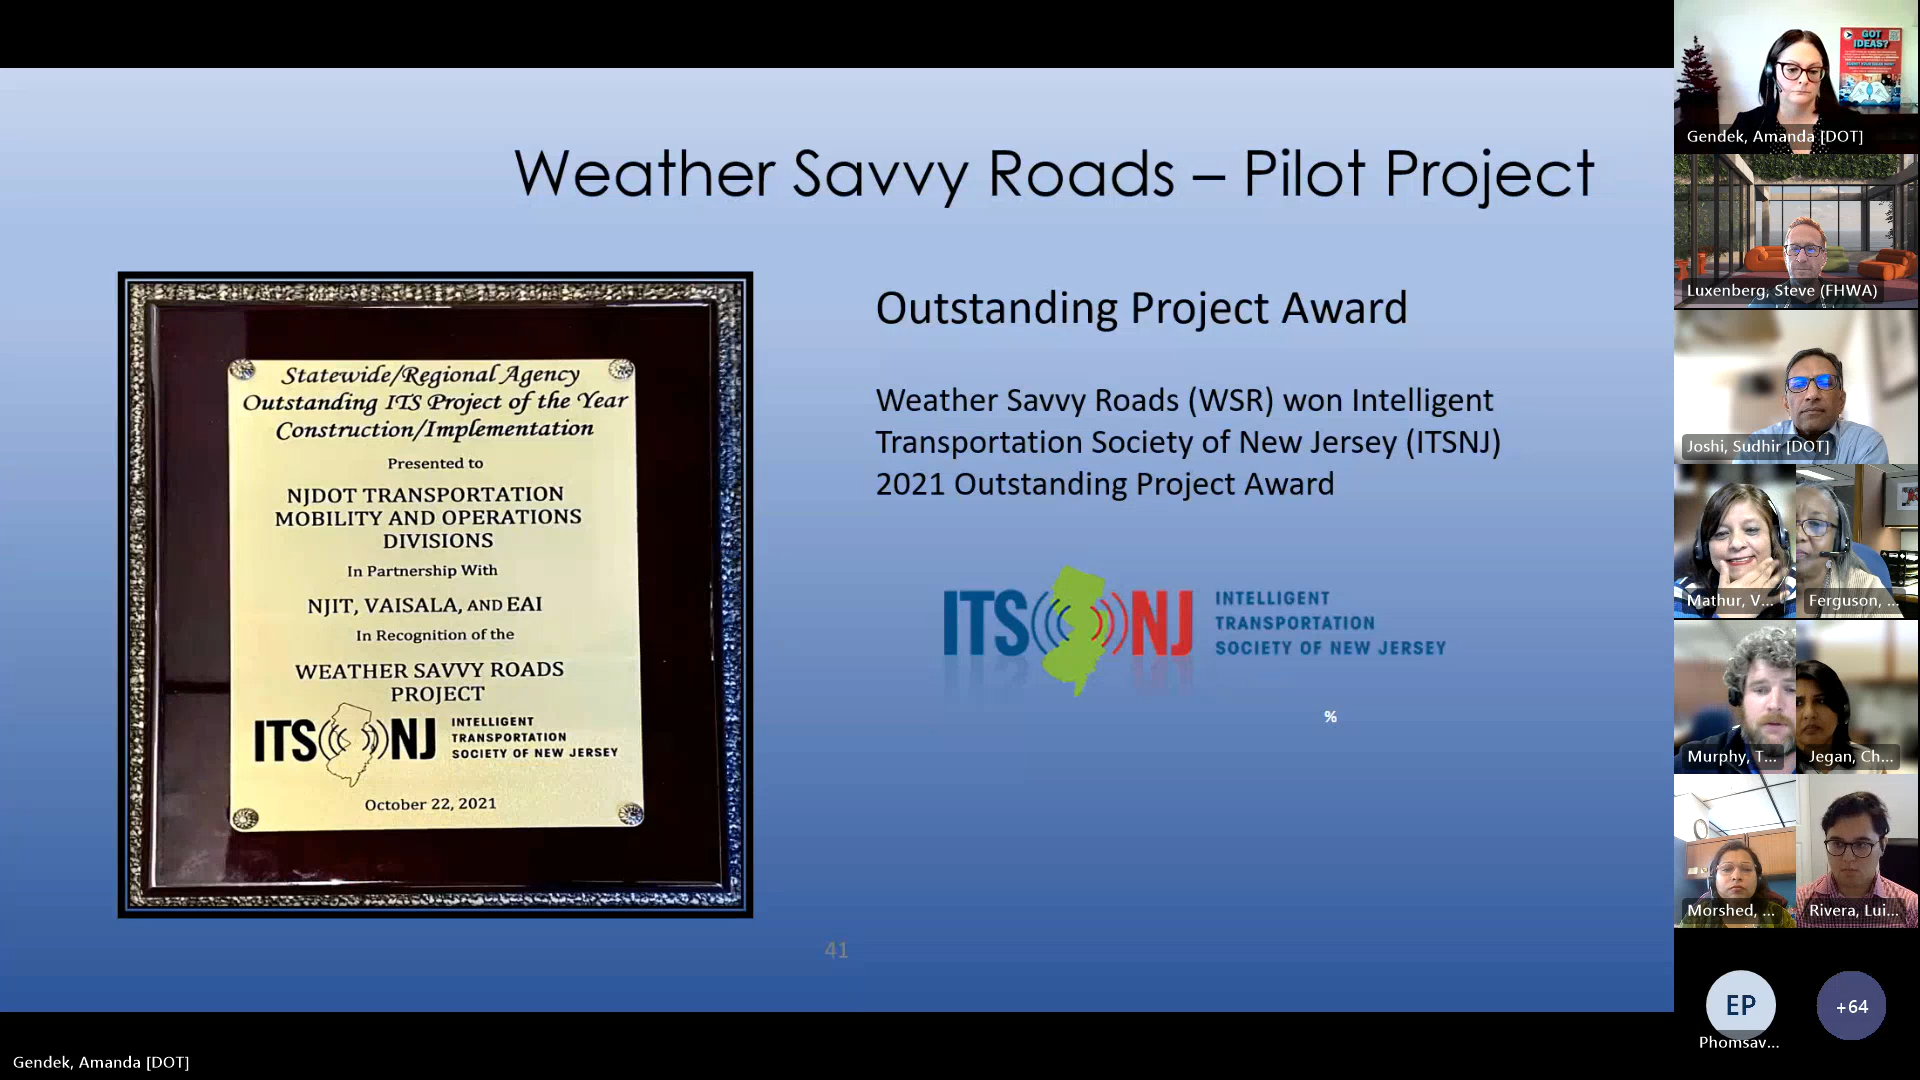 Weather Savvy Roads – Pilot Project
Statewide/Regional Agency
Outstanding ITS Project of the Year
Construction/Implementation
Presented to
NJDOT TRANSPORTATION
MOBILITY AND OPERATIONS
DIVISIONS
In Partnership With
NJIT, VAISALA, AND EAI
In Recognition of the
WEATHER SAVVY ROADS
PROJECT
ITS NJ
INTELLIGENT
TRANSPORTATION
SOCIETY OF NEW JERSEY
October 22, 2021
Outstanding Project Award
Weather Savvy Roads (WSR) won Intelligent
Transportation Society of New Jersey (ITSNJ)
2021 Outstanding Project Award
ITS NJ
INTELLIGENT
TRANSPORTATION
SOCIETY OF NEW JERSEY
%
41
Gendek, Amanda [DOT]
GOT
IDEAS?
Gendek, Amanda [DOT]
Luxenberg, Steve (FHWA)
Joshi, Sudhir [DOT]
Mathur, V...
Ferguson, ...
Murphy, T...
Jegan, Ch...
Morshed, ...
Rivera, Lui...
EP
+64
Phomsav...